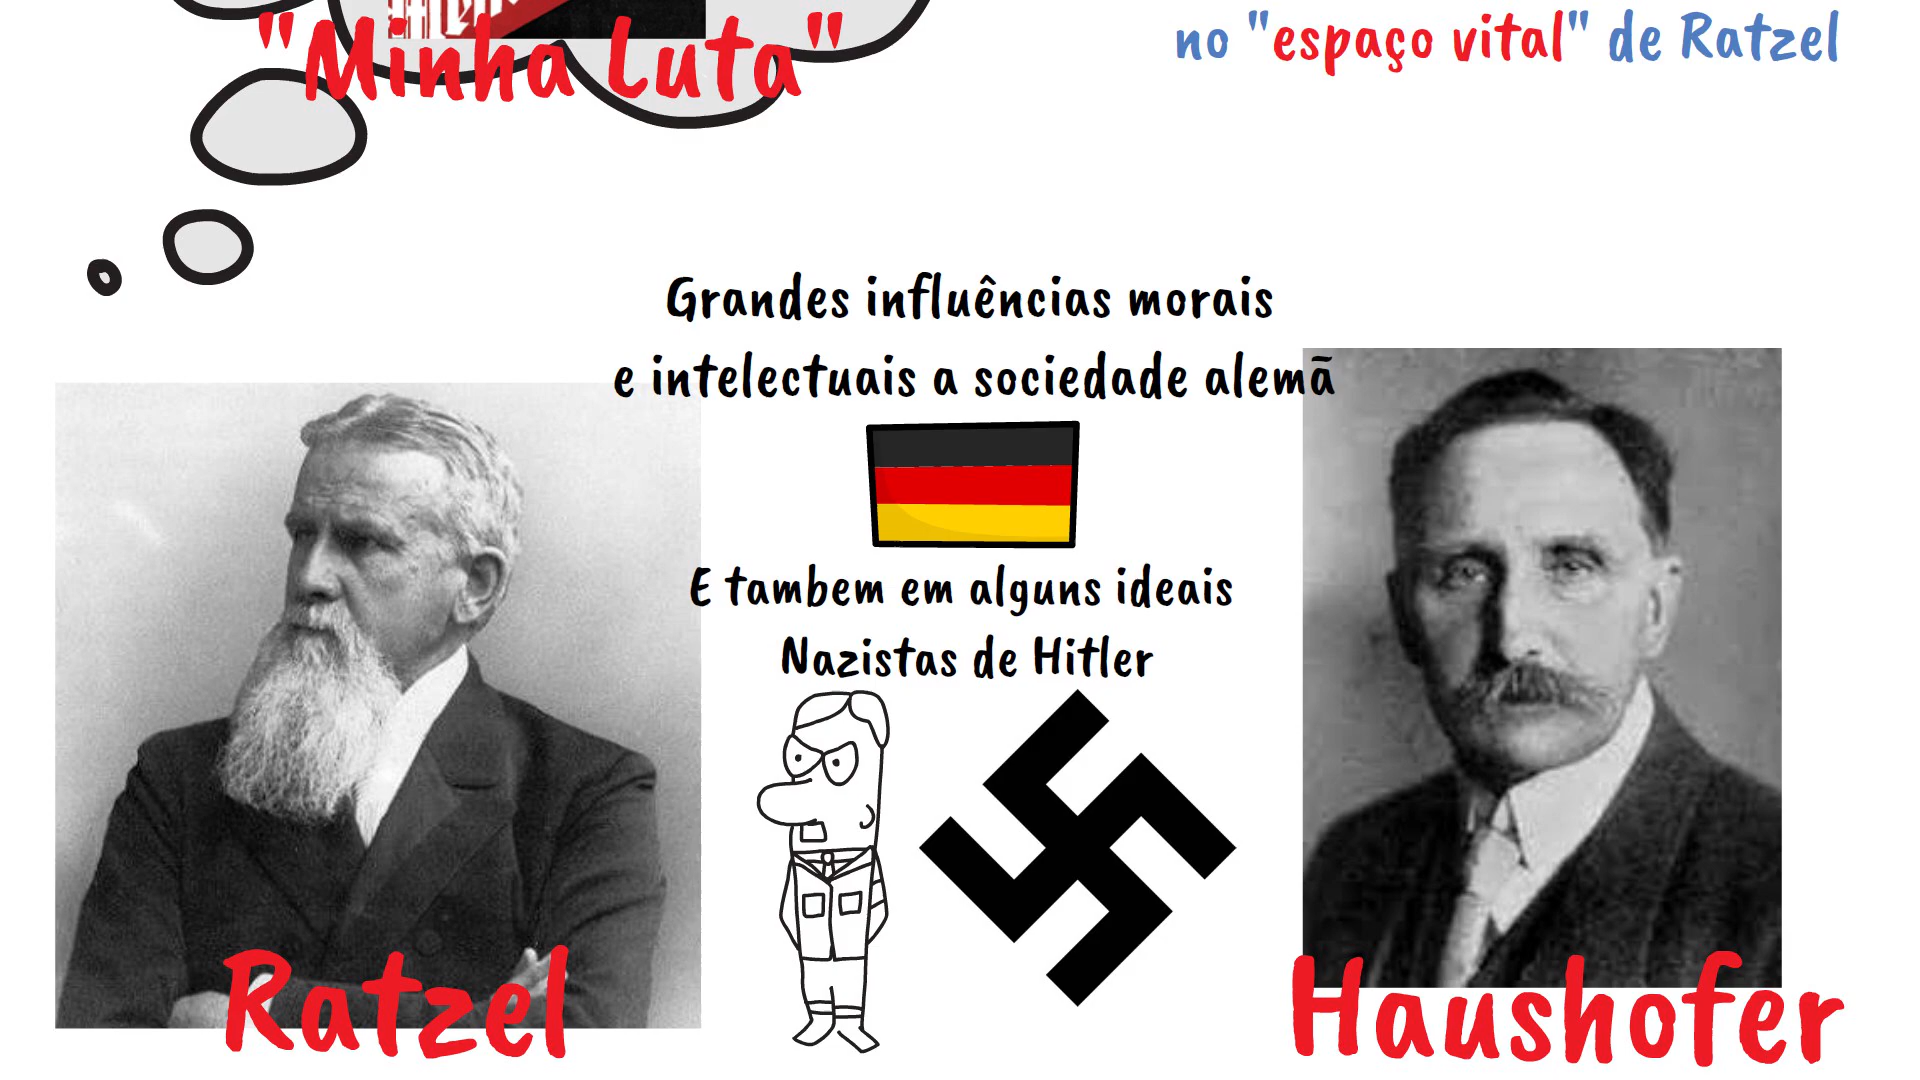 "Minha Luta"
no "espaço vital" de Ratzel
Grandes influências morais
e intelectuais a sociedade alemã
E tambem em alguns ideais
Nazistas de Hitler
Ratzel
Haushofer